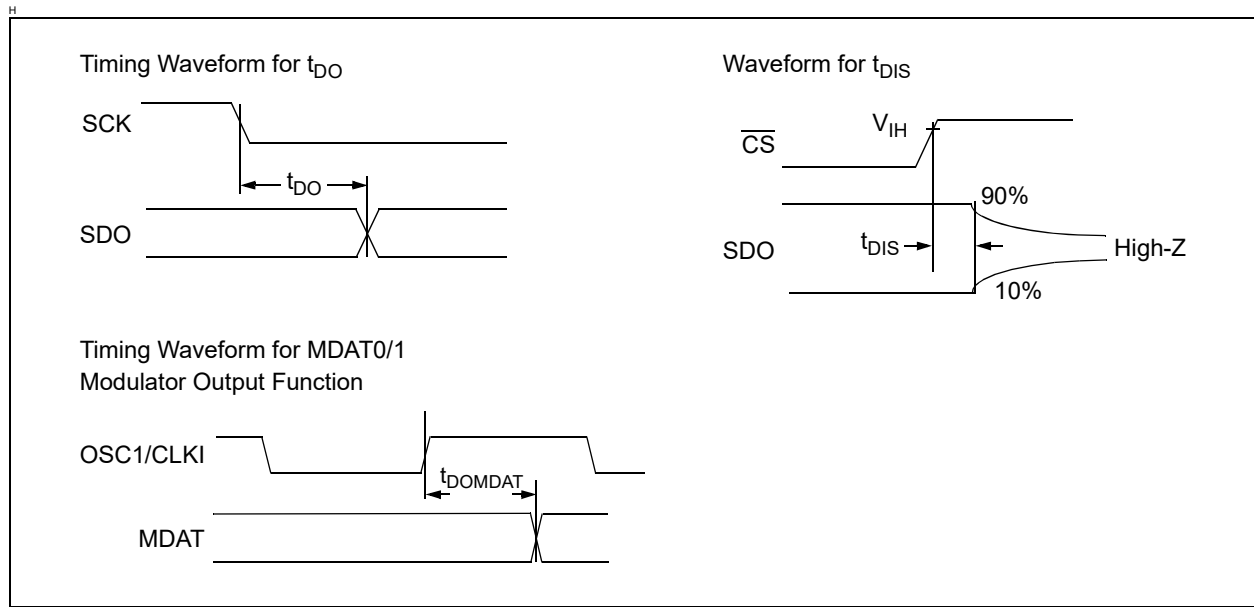 H
Timing Waveform for tDO
SCK
tDO
SDO
Waveform for tDIS
CS
VIH
90%
SDO
tDIS
High-Z
10%
Timing Waveform for MDAT0/1
Modulator Output Function
OSC1/CLKI
tDOMDAT
MDAT